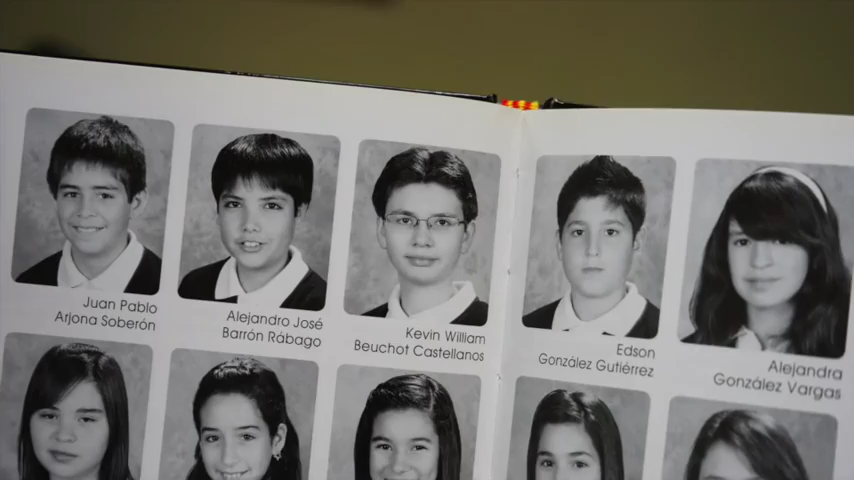 Juan Pablo
Arjona Soberón
Alejandro José
Barrón Rábago
Kevin William
Beuchot Castellanos
Edson
González Gutiérrez
Alejandra
González Vargas